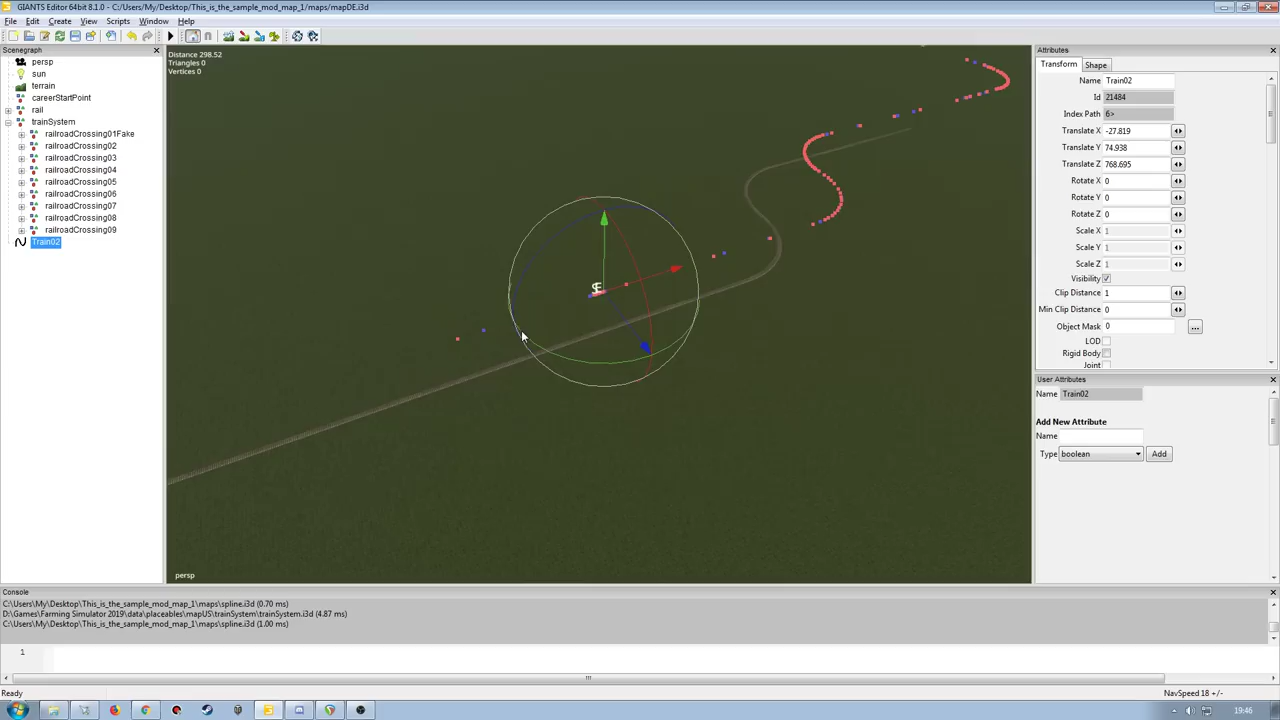 GIANTS Editor 64bit 8.1.0 - C:/Users/My/Desktop/This_is_the_sample_mod_map_1/maps/mapDE.i3d
File Edit Create View Scripts Window Help
Scenegraph
persp
sun
terrain
careerStartPoint
rail
trainSystem
railroadCrossing01Fake
railroadCrossing02
railroadCrossing03
railroadCrossing04
railroadCrossing05
railroadCrossing06
railroadCrossing07
railroadCrossing08
railroadCrossing09
Train02
Distance 298.52
Triangles 0
Vertices 0
persp
Attributes
Transform Shape
Name Train02
Id 21484
Index Path 6>
Translate X -27.819
Translate Y 74.938
Translate Z 768.695
Rotate X 0
Rotate Y 0
Rotate Z 0
Scale X 1
Scale Y 1
Scale Z 1
Visibility
Clip Distance 1
Min Clip Distance 0
Object Mask 0 ...
LOD
Rigid Body
Joint
User Attributes
Name Train02
Add New Attribute
Name
Type boolean Add
Console
C:\Users\My\Desktop\This_is_the_sample_mod_map_1\maps\spline.i3d (0.70 ms)
D:\Games\Farming Simulator 2019\data\placeables\mapUS\trainSystem\trainSystem.i3d (4.87 ms)
C:\Users\My\Desktop\This_is_the_sample_mod_map_1\maps\spline.i3d (1.00 ms)
1
Ready
NavSpeed 18 +/-
19:46